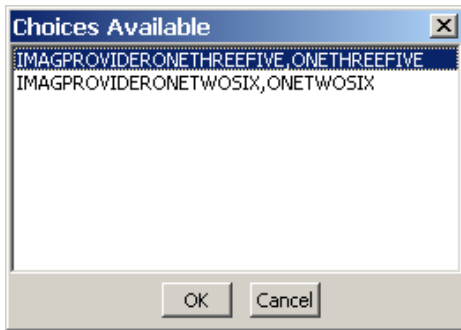 Choices Available
IMAGPROVIDERONETHREEFIVE,ONETHREEFIVE
IMAGPROVIDERONETWOSIX,ONETWOSIX
OK Cancel